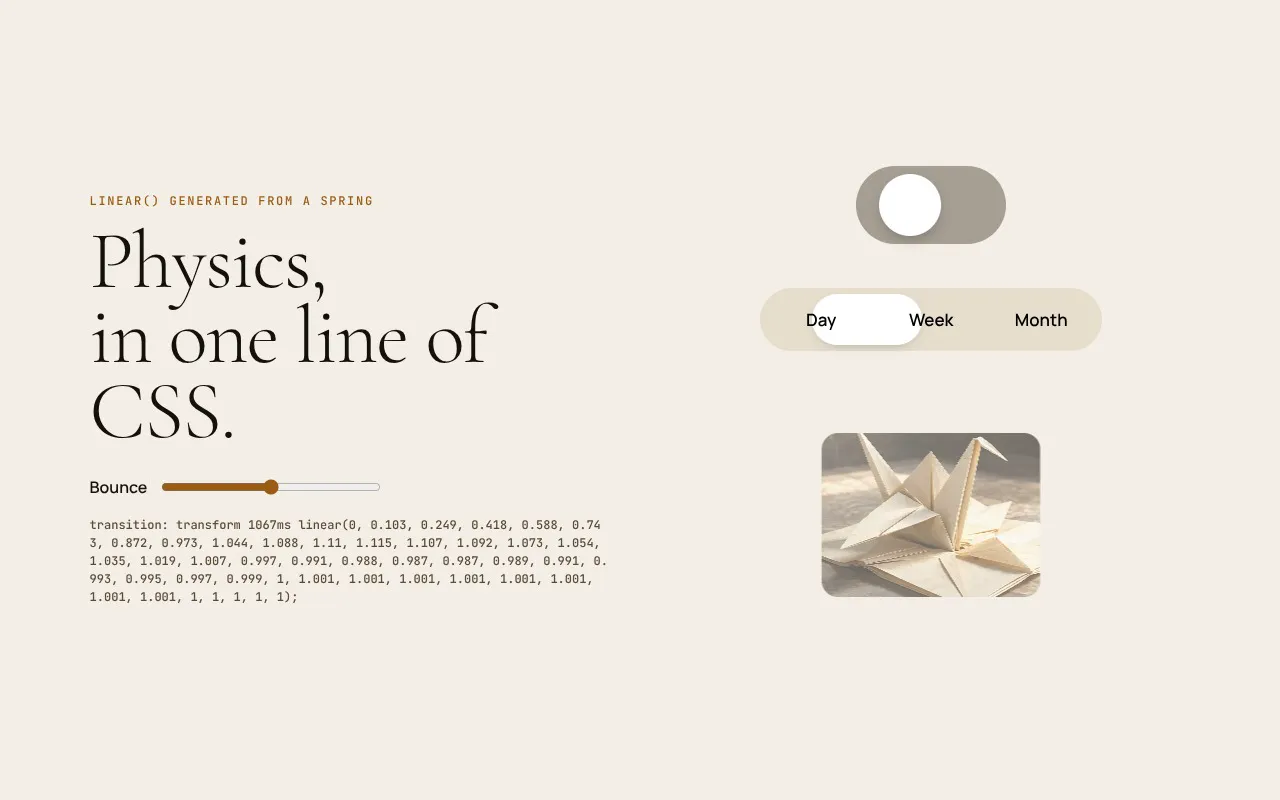 LINEAR() GENERATED FROM A SPRING
Physics,
in one line of
CSS.
Bounce
transition: transform 1067ms linear(0, 0.103, 0.249, 0.418, 0.588, 0.74
3, 0.872, 0.973, 1.044, 1.088, 1.11, 1.115, 1.107, 1.092, 1.073, 1.054,
1.035, 1.019, 1.007, 0.997, 0.991, 0.988, 0.987, 0.987, 0.989, 0.991, 0.
993, 0.995, 0.997, 0.999, 1, 1.001, 1.001, 1.001, 1.001, 1.001, 1.001,
1.001, 1.001, 1, 1, 1, 1, 1);
Day
Week
Month